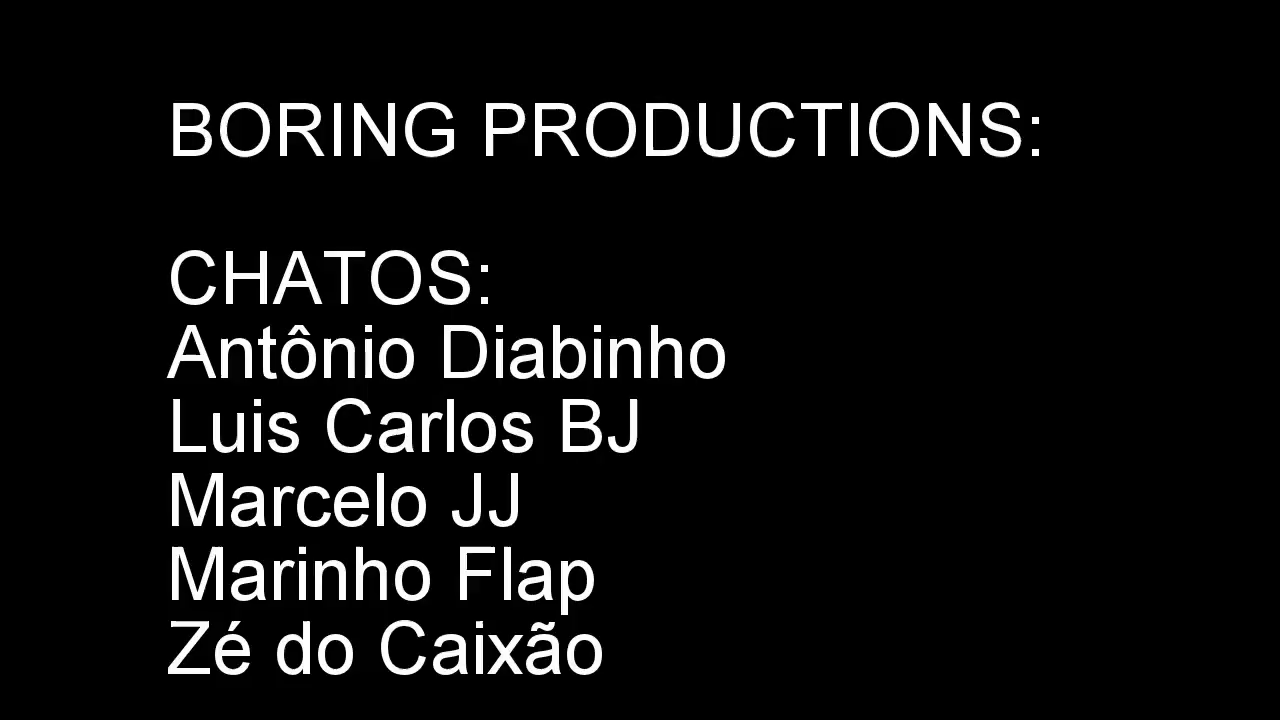 BORING PRODUCTIONS:
CHATOS:
Antônio Diabinho
Luis Carlos BJ
Marcelo JJ
Marinho Flap
Zé do Caixão